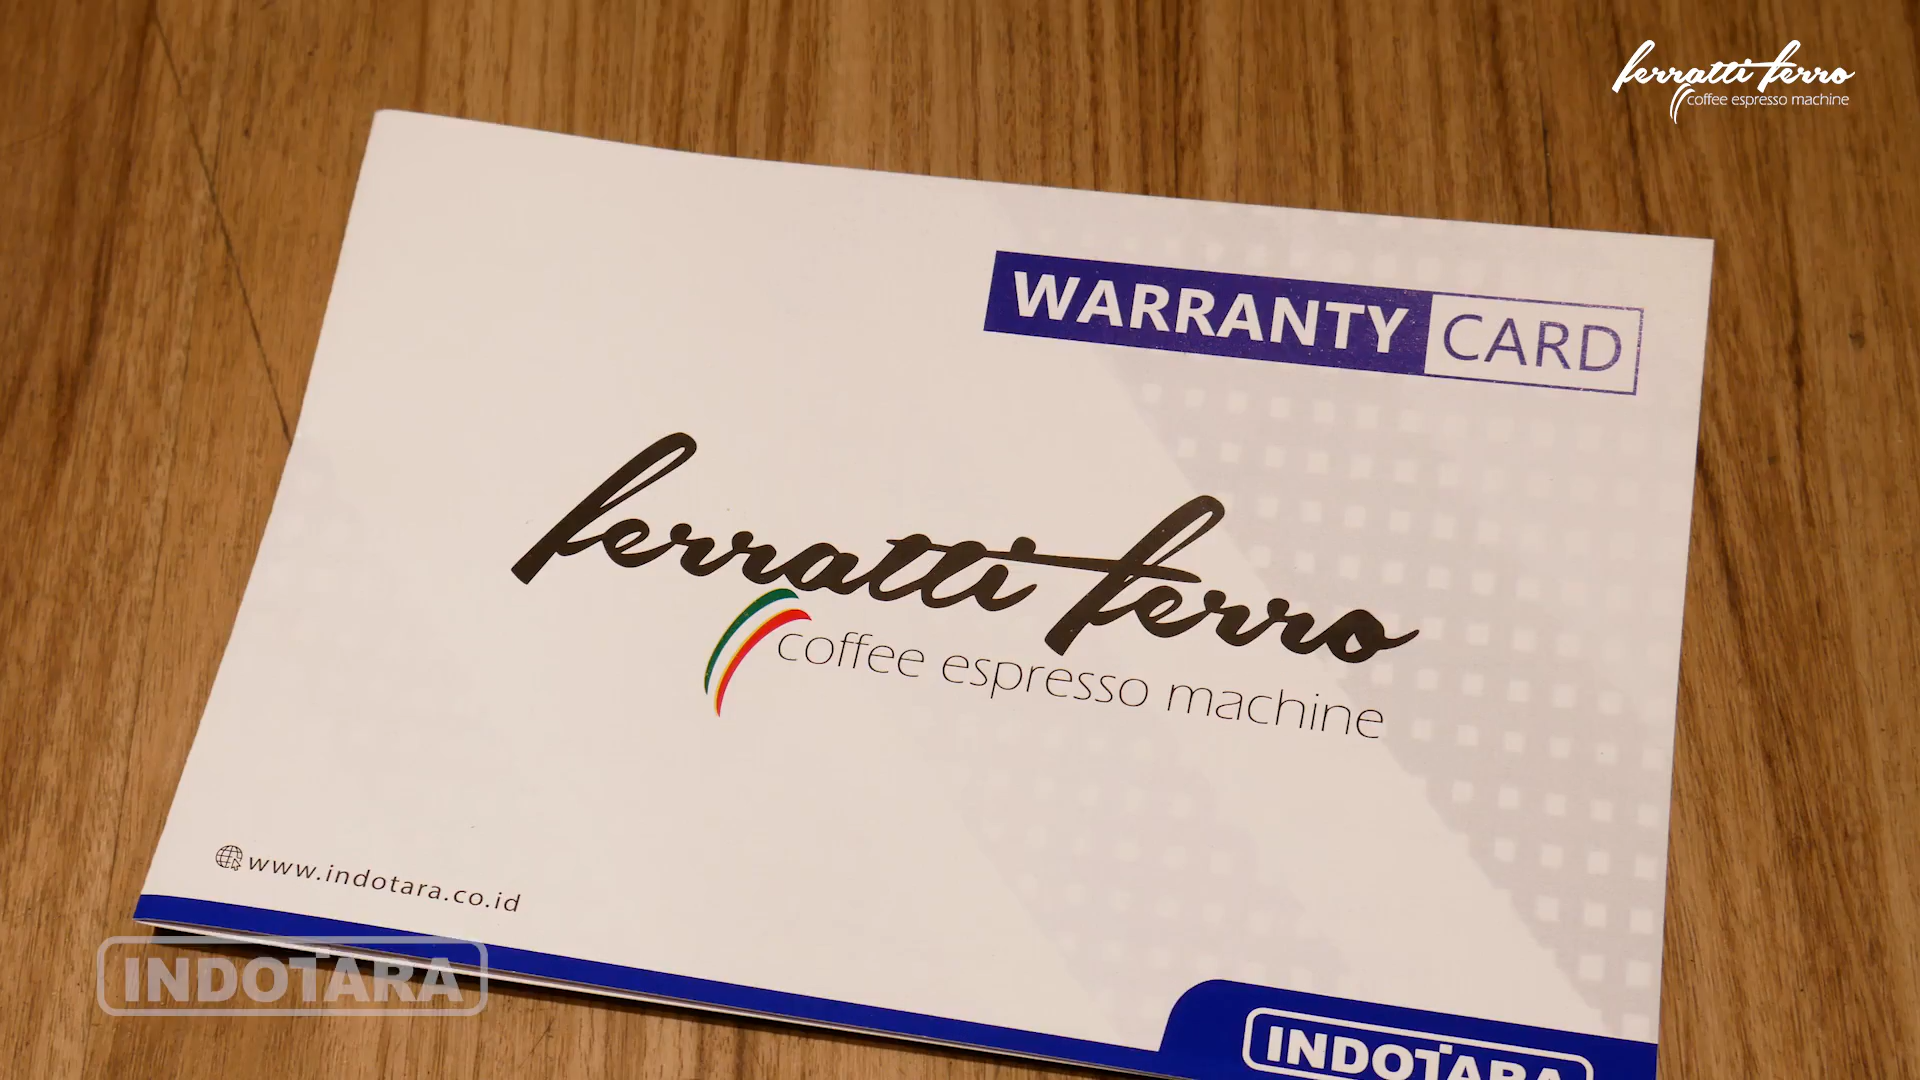 ferratti ferro
coffee espresso machine
WARRANTY CARD
ferratti ferro
coffee espresso machine
www.indotara.co.id
INDOTARA
INDOTARA